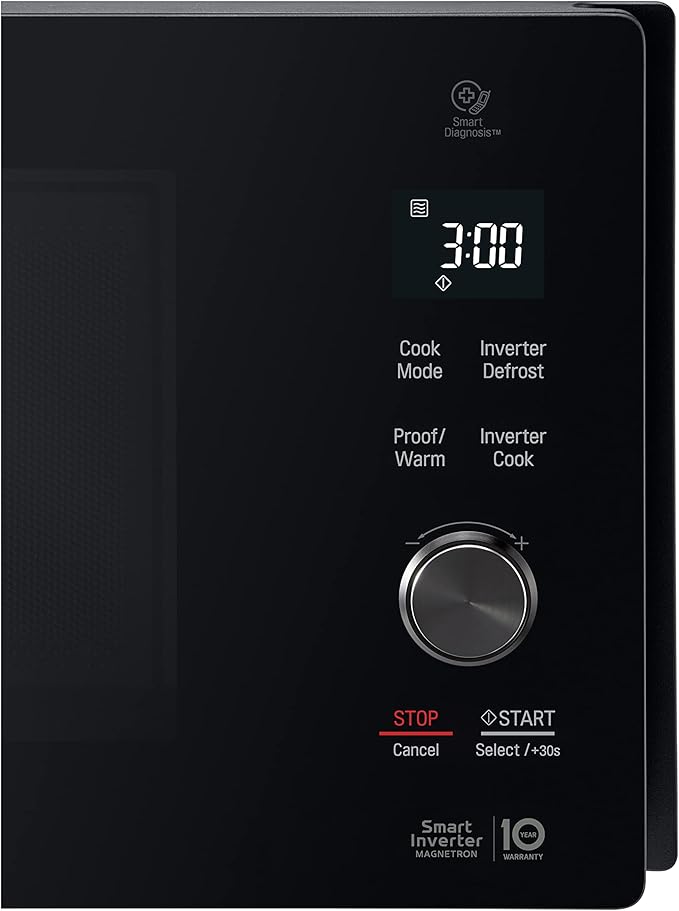 Smart
Diagnosis™
3:00
Cook
Mode
Inverter
Defrost
Proof/
Warm
Inverter
Cook
− +
STOP
START
Cancel
Select /+30s
Smart
Inverter
MAGNETRON
10
YEAR
WARRANTY